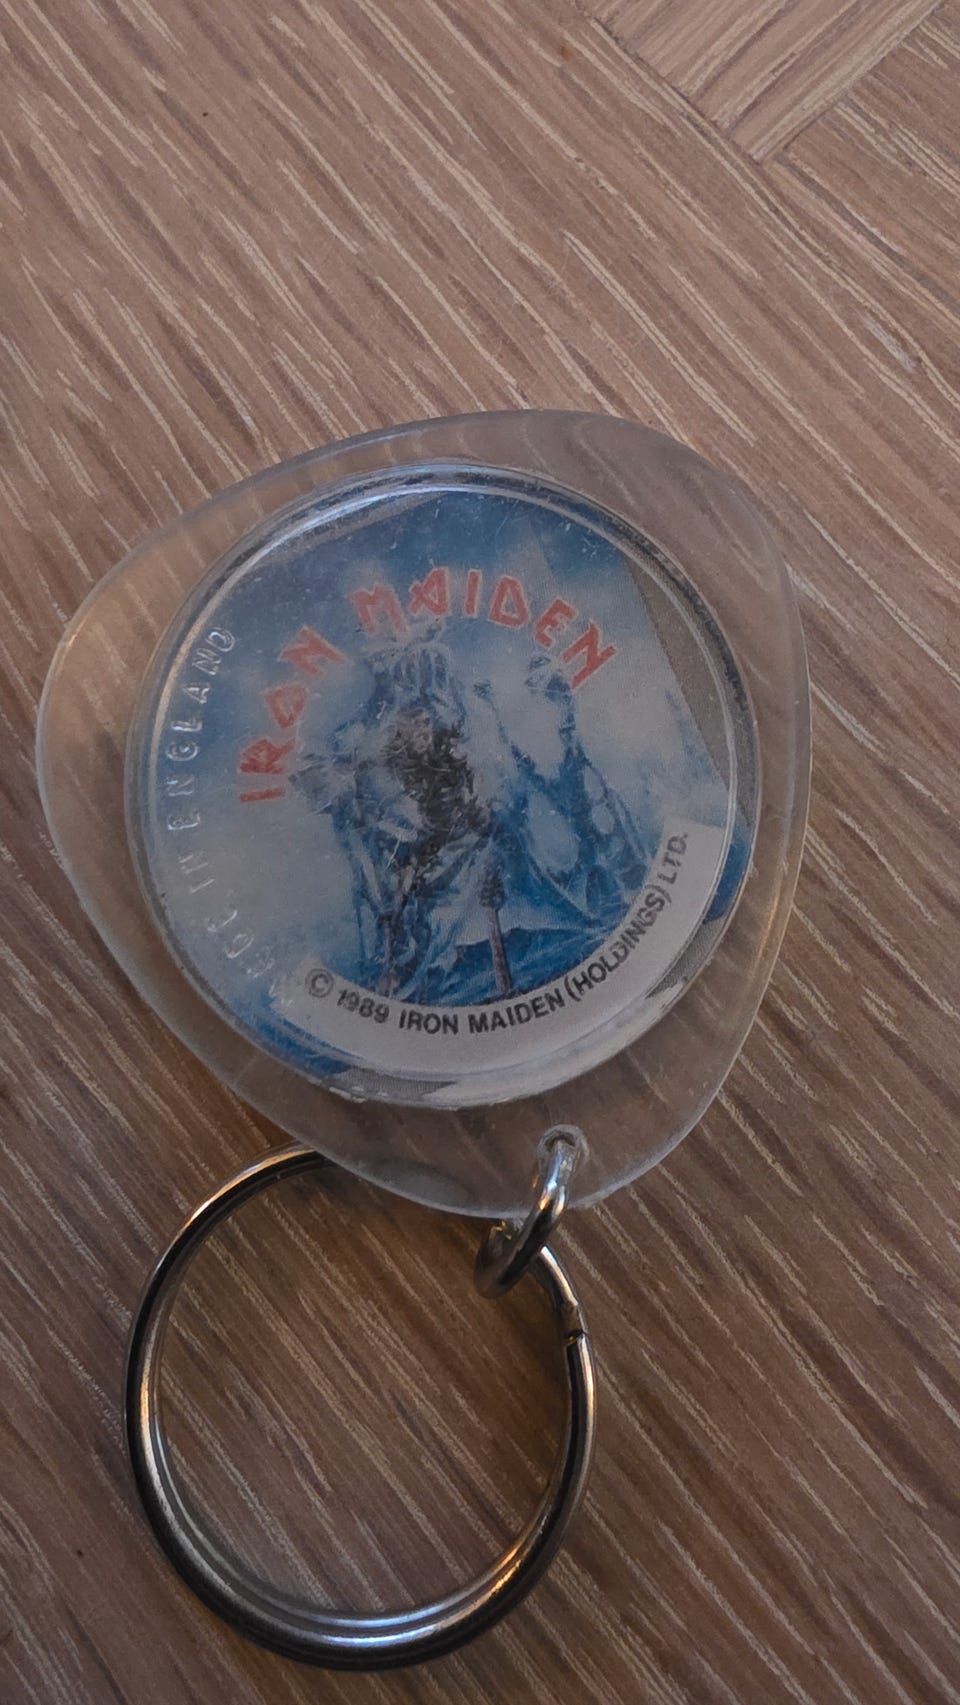 IRON MAIDEN
© 1989 IRON MAIDEN (HOLDINGS) LTD.
IN ENGLAND